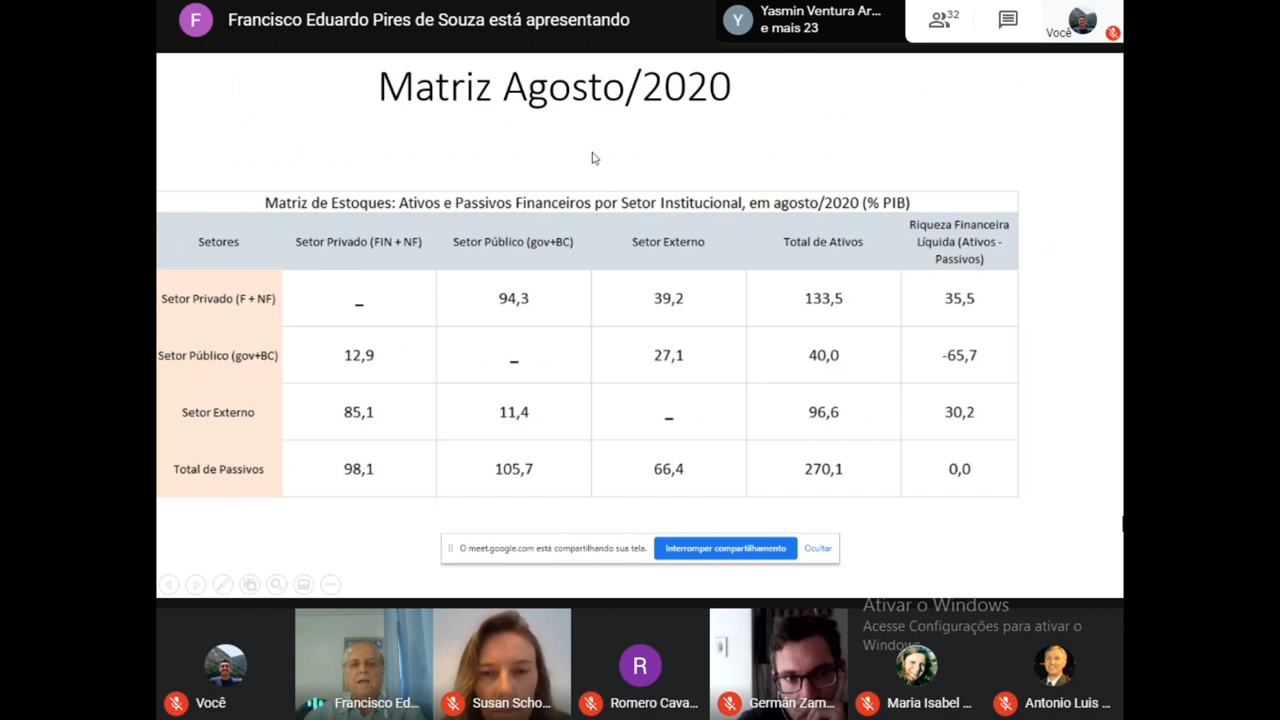 F
Francisco Eduardo Pires de Souza está apresentando
Y
Yasmin Ventura Ar...
e mais 23
32
Você
Matriz Agosto/2020
Matriz de Estoques: Ativos e Passivos Financeiros por Setor Institucional, em agosto/2020 (% PIB)
Setores Setor Privado (FIN + NF) Setor Público (gov+BC) Setor Externo Total de Ativos Riqueza Financeira Líquida (Ativos - Passivos)
Setor Privado (F + NF) – 94,3 39,2 133,5 35,5
Setor Público (gov+BC) 12,9 – 27,1 40,0 -65,7
Setor Externo 85,1 11,4 – 96,6 30,2
Total de Passivos 98,1 105,7 66,4 270,1 0,0
O meet.google.com está compartilhando sua tela. Interromper compartilhamento Ocultar
Ativar o Windows
Acesse Configurações para ativar o
Windows.
R
Você Francisco Ed... Susan Scho... Romero Cava... Germán Zam... Maria Isabel ... Antonio Luis ...